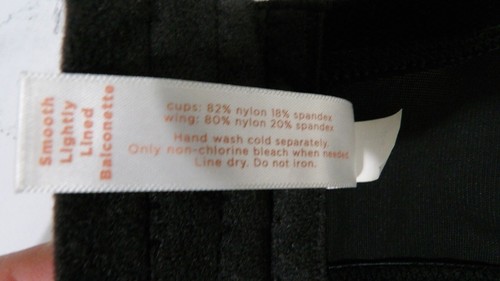 Smooth
Lightly
Lined
Balconette
cups: 82% nylon 18% spandex
wing: 80% nylon 20% spandex
Hand wash cold separately.
Only non-chlorine bleach when needed.
Line dry. Do not iron.